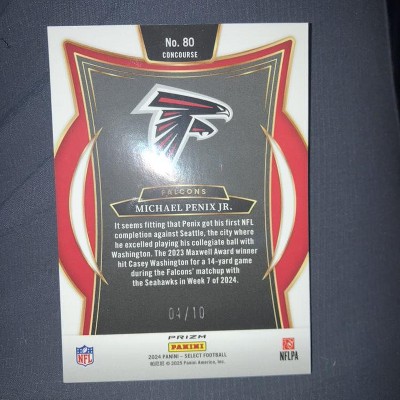 No. 80
CONCOURSE
FALCONS
MICHAEL PENIX JR.
It seems fitting that Penix got his first NFL
completion against Seattle, the city where
he excelled playing his collegiate ball with
Washington. The 2023 Maxwell Award winner
hit Casey Washington for a 14-yard game
during the Falcons' matchup with
the Seahawks in Week 7 of 2024.
04/10
PRIZM
PANINI
2024 PANINI – SELECT FOOTBALL
© 2025 Panini America, Inc.
NFL
NFLPA